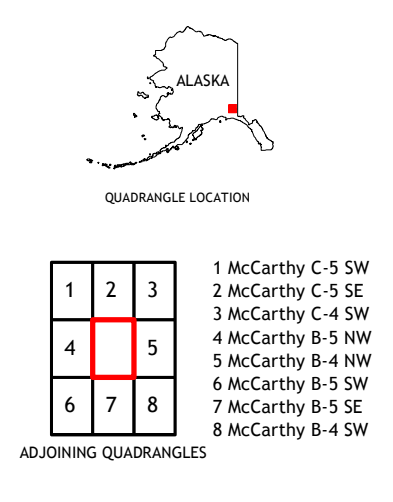 ALASKA
QUADRANGLE LOCATION
1 2 3
4 5
6 7 8
1 McCarthy C-5 SW
2 McCarthy C-5 SE
3 McCarthy C-4 SW
4 McCarthy B-5 NW
5 McCarthy B-4 NW
6 McCarthy B-5 SW
7 McCarthy B-5 SE
8 McCarthy B-4 SW
ADJOINING QUADRANGLES